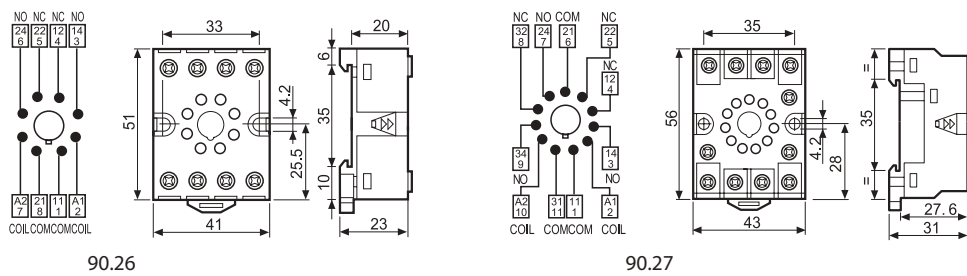 NO NC NC NO
24 22 12 14
6 5 4 3
A2 21 11 A1
7 8 1 2
COIL COM COM COIL
33
51
4.2
25.5
41
20
6
35
10
23
90.26
NC NO COM NC
32 24 21 22
8 7 6 5
NC
12
4
34
9
NO
14
3
NO
A2 31 11 A1
10 11 1 2
COIL COM COM COIL
35
56
4.2
28
43
=
35
=
27.6
31
90.27